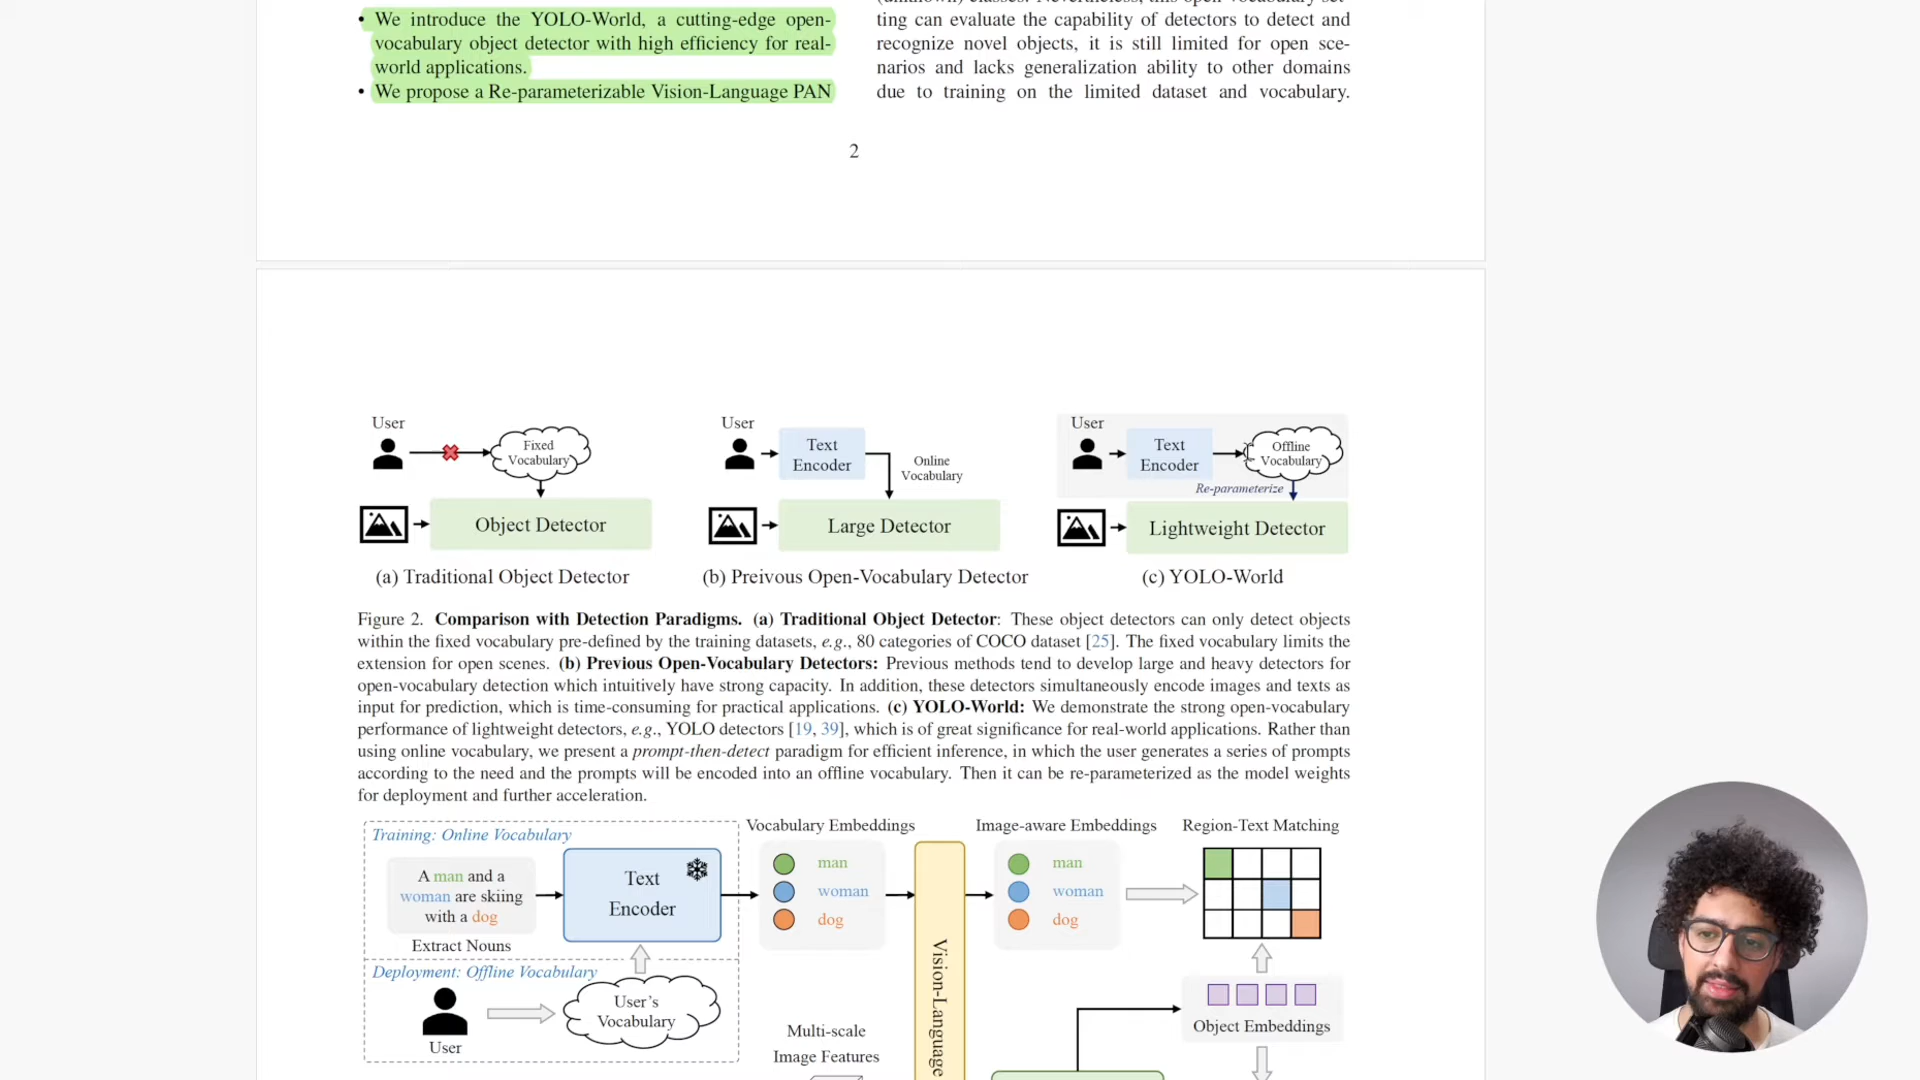 • We introduce the YOLO-World, a cutting-edge open-
vocabulary object detector with high efficiency for real-
world applications.
• We propose a Re-parameterizable Vision-Language PAN
ting can evaluate the capability of detectors to detect and
recognize novel objects, it is still limited for open sce-
narios and lacks generalization ability to other domains
due to training on the limited dataset and vocabulary.
2
User
Fixed
Vocabulary
Object Detector
(a) Traditional Object Detector
User
Text
Encoder
Online
Vocabulary
Large Detector
(b) Preivous Open-Vocabulary Detector
User
Text
Encoder
Offline
Vocabulary
Re-parameterize
Lightweight Detector
(c) YOLO-World
Figure 2. Comparison with Detection Paradigms. (a) Traditional Object Detector: These object detectors can only detect objects
within the fixed vocabulary pre-defined by the training datasets, e.g., 80 categories of COCO dataset [25]. The fixed vocabulary limits the
extension for open scenes. (b) Previous Open-Vocabulary Detectors: Previous methods tend to develop large and heavy detectors for
open-vocabulary detection which intuitively have strong capacity. In addition, these detectors simultaneously encode images and texts as
input for prediction, which is time-consuming for practical applications. (c) YOLO-World: We demonstrate the strong open-vocabulary
performance of lightweight detectors, e.g., YOLO detectors [19, 39], which is of great significance for real-world applications. Rather than
using online vocabulary, we present a prompt-then-detect paradigm for efficient inference, in which the user generates a series of prompts
according to the need and the prompts will be encoded into an offline vocabulary. Then it can be re-parameterized as the model weights
for deployment and further acceleration.
Training: Online Vocabulary
A man and a
woman are skiing
with a dog
Extract Nouns
Text
Encoder
Deployment: Offline Vocabulary
User
User's
Vocabulary
Vocabulary Embeddings
man
woman
dog
Multi-scale
Image Features
Vision-Language
Image-aware Embeddings
man
woman
dog
Region-Text Matching
Object Embeddings